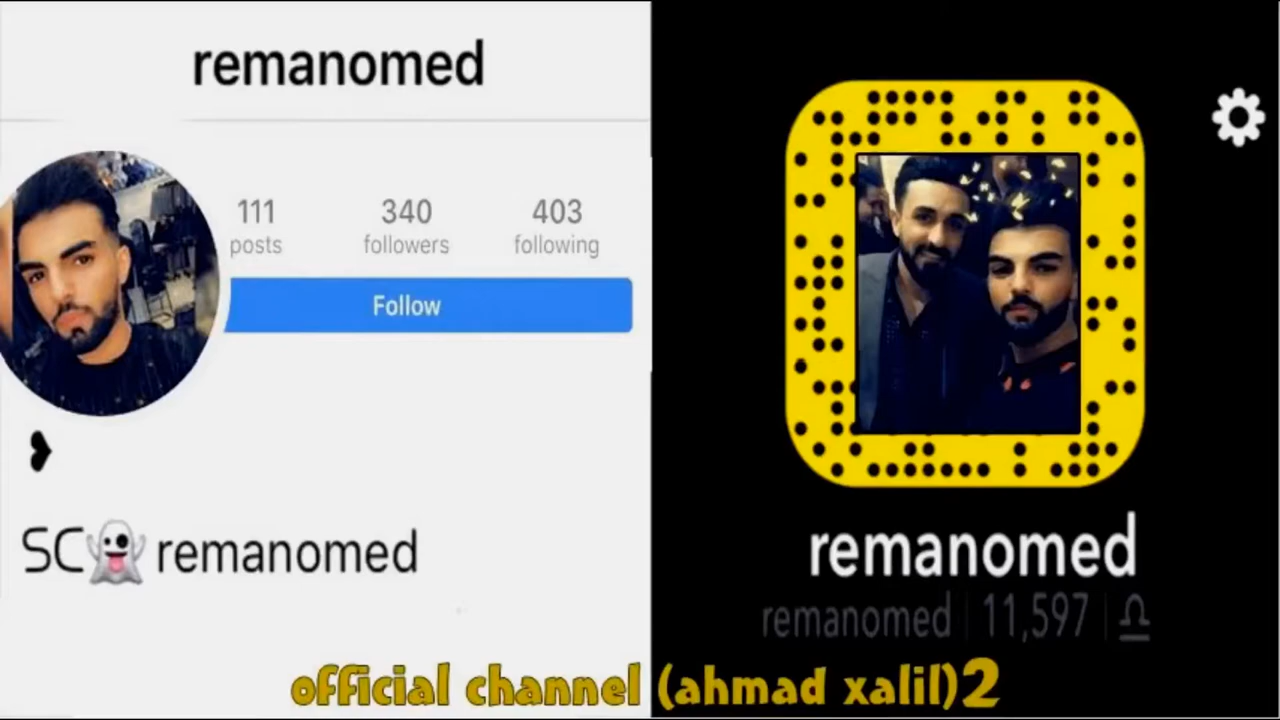 remanomed
111 340 403
posts followers following
Follow
SC👻 remanomed
remanomed
remanomed | 11,597 | ♎
official channel (ahmad xalil)2